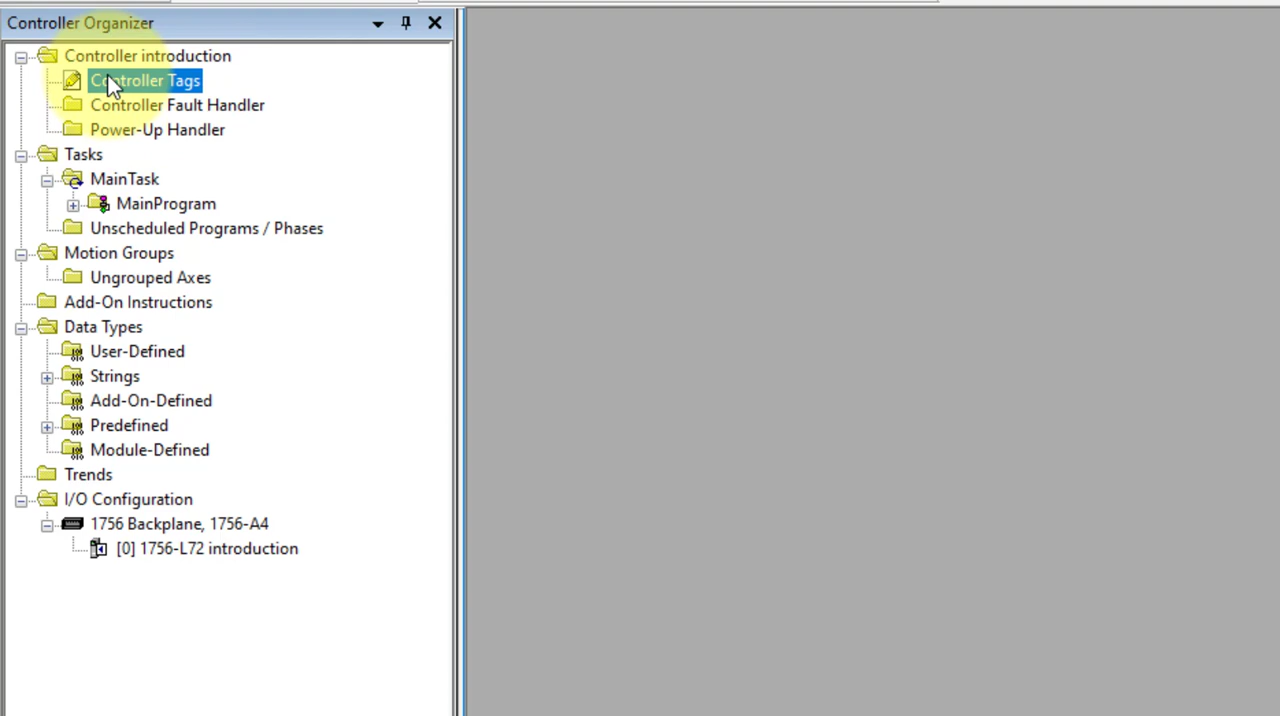 Controller Organizer
Controller introduction
Controller Tags
Controller Fault Handler
Power-Up Handler
Tasks
MainTask
MainProgram
Unscheduled Programs / Phases
Motion Groups
Ungrouped Axes
Add-On Instructions
Data Types
User-Defined
Strings
Add-On-Defined
Predefined
Module-Defined
Trends
I/O Configuration
1756 Backplane, 1756-A4
[0] 1756-L72 introduction